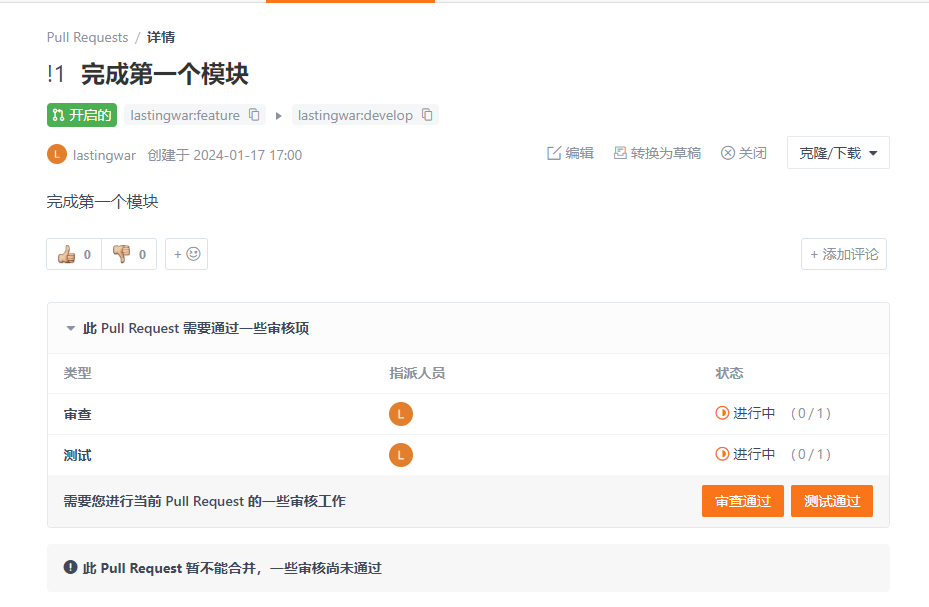 Pull Requests / 详情
!1 完成第一个模块
开启的 lastingwar:feature lastingwar:develop
L lastingwar 创建于 2024-01-17 17:00 编辑 转换为草稿 关闭 克隆/下载
完成第一个模块
0 0 + + 添加评论
此 Pull Request 需要通过一些审核项
类型 指派人员 状态
审查 L 进行中 ( 0 / 1 )
测试 L 进行中 ( 0 / 1 )
需要您进行当前 Pull Request 的一些审核工作 审查通过 测试通过
此 Pull Request 暂不能合并，一些审核尚未通过